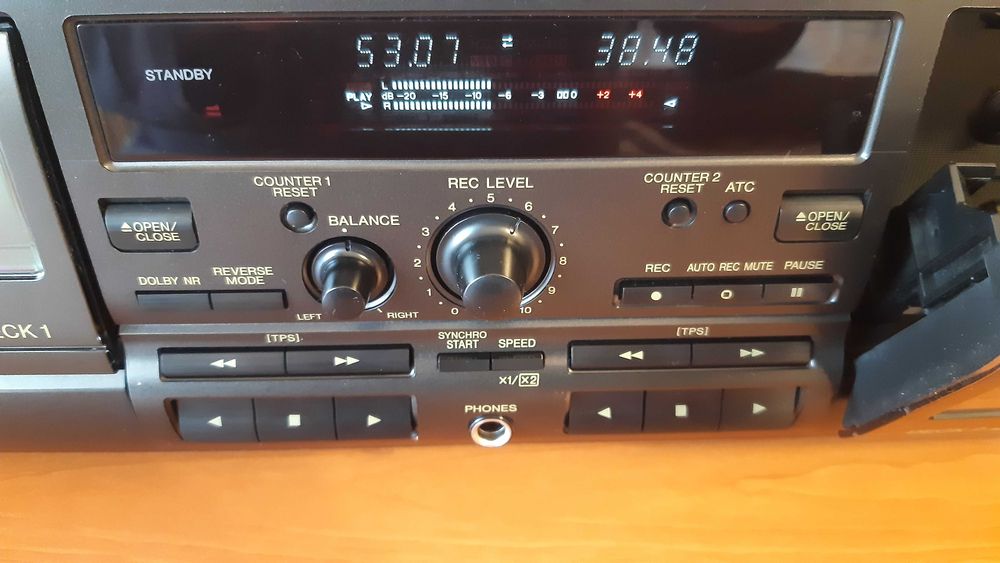 53.07 38.48
STANDBY
L
PLAY dB -20 -15 -10 -6 -3 0 +2 +4
R
COUNTER 1
RESET
REC LEVEL
COUNTER 2
RESET
ATC
OPEN/
CLOSE
BALANCE
LEFT RIGHT
0 1 2 3 4 5 6 7 8 9 10
OPEN/
CLOSE
DOLBY NR
REVERSE
MODE
REC AUTO REC MUTE PAUSE
CK 1
[TPS]
SYNCHRO
START
SPEED
[TPS]
×1/×2
PHONES